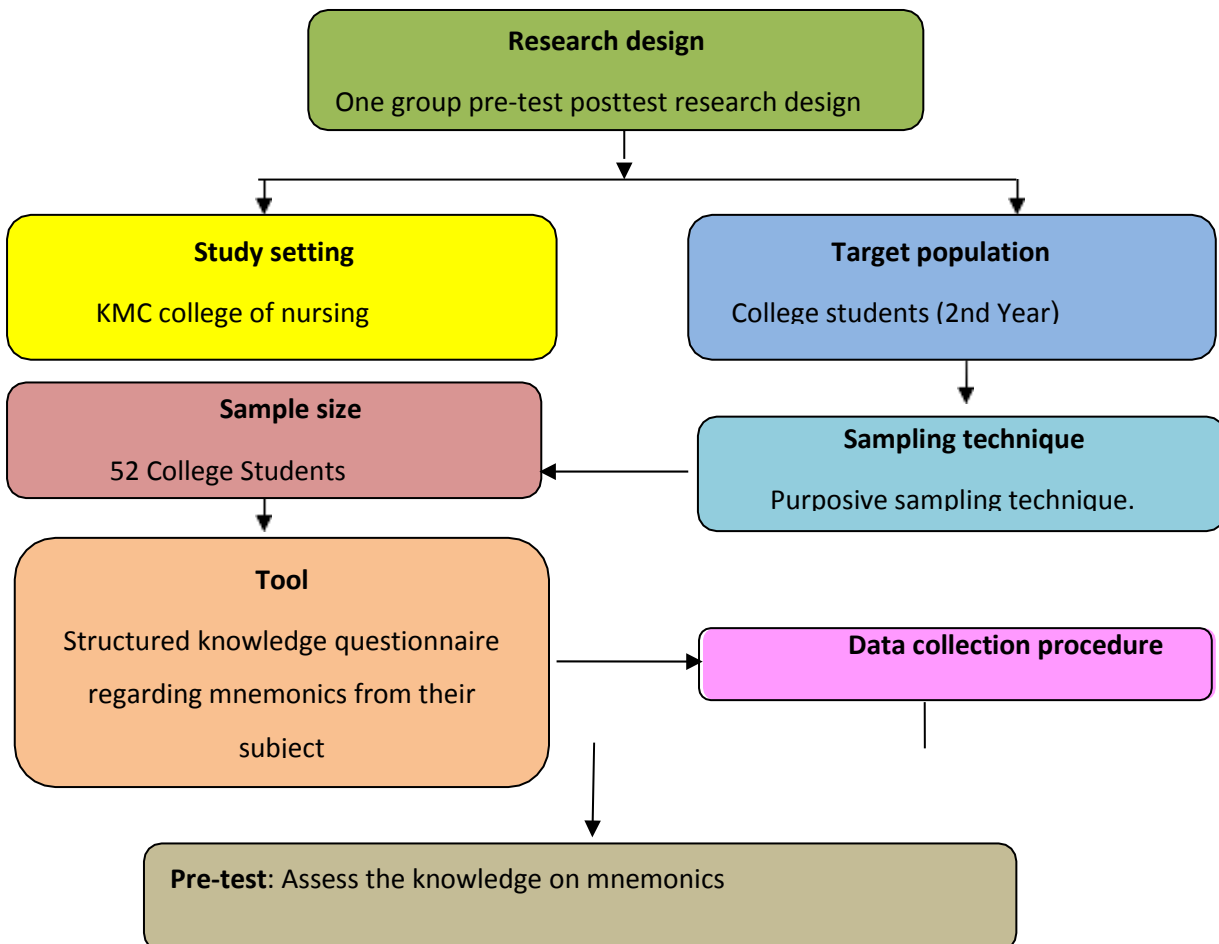 Research design
One group pre-test posttest research design
Study setting
KMC college of nursing
Target population
College students (2nd Year)
Sample size
52 College Students
Sampling technique
Purposive sampling technique.
Tool
Structured knowledge questionnaire
regarding mnemonics from their
subject
Data collection procedure
Pre-test: Assess the knowledge on mnemonics